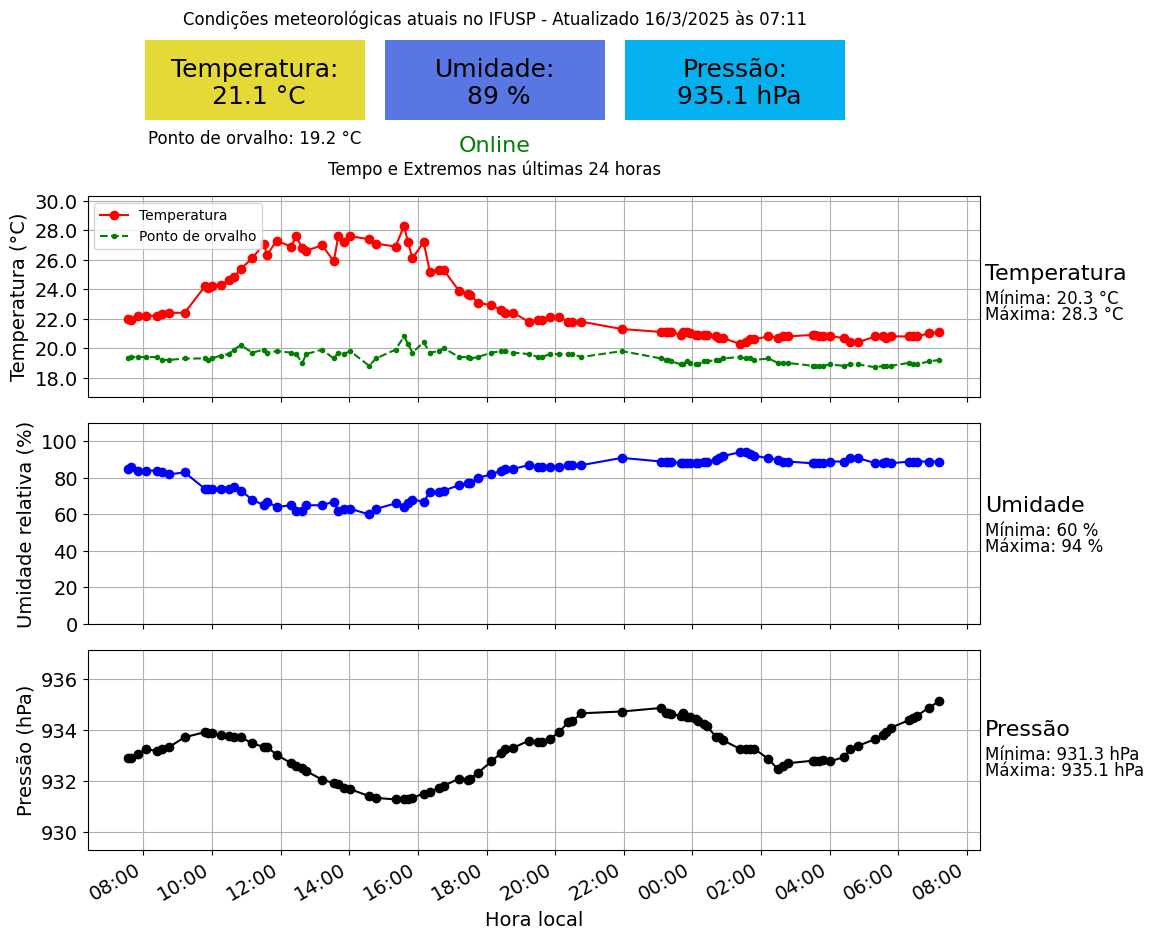 Condições meteorológicas atuais no IFUSP - Atualizado 16/3/2025 às 07:11
Temperatura:
21.1 °C
Umidade:
89 %
Pressão:
935.1 hPa
Ponto de orvalho: 19.2 °C
Online
Tempo e Extremos nas últimas 24 horas
Temperatura (°C)
30.0
28.0
26.0
24.0
22.0
20.0
18.0
Temperatura
Ponto de orvalho
Temperatura
Mínima: 20.3 °C
Máxima: 28.3 °C
Umidade relativa (%)
100
80
60
40
20
0
Umidade
Mínima: 60 %
Máxima: 94 %
Pressão (hPa)
936
934
932
930
Pressão
Mínima: 931.3 hPa
Máxima: 935.1 hPa
08:00 10:00 12:00 14:00 16:00 18:00 20:00 22:00 00:00 02:00 04:00 06:00 08:00
Hora local